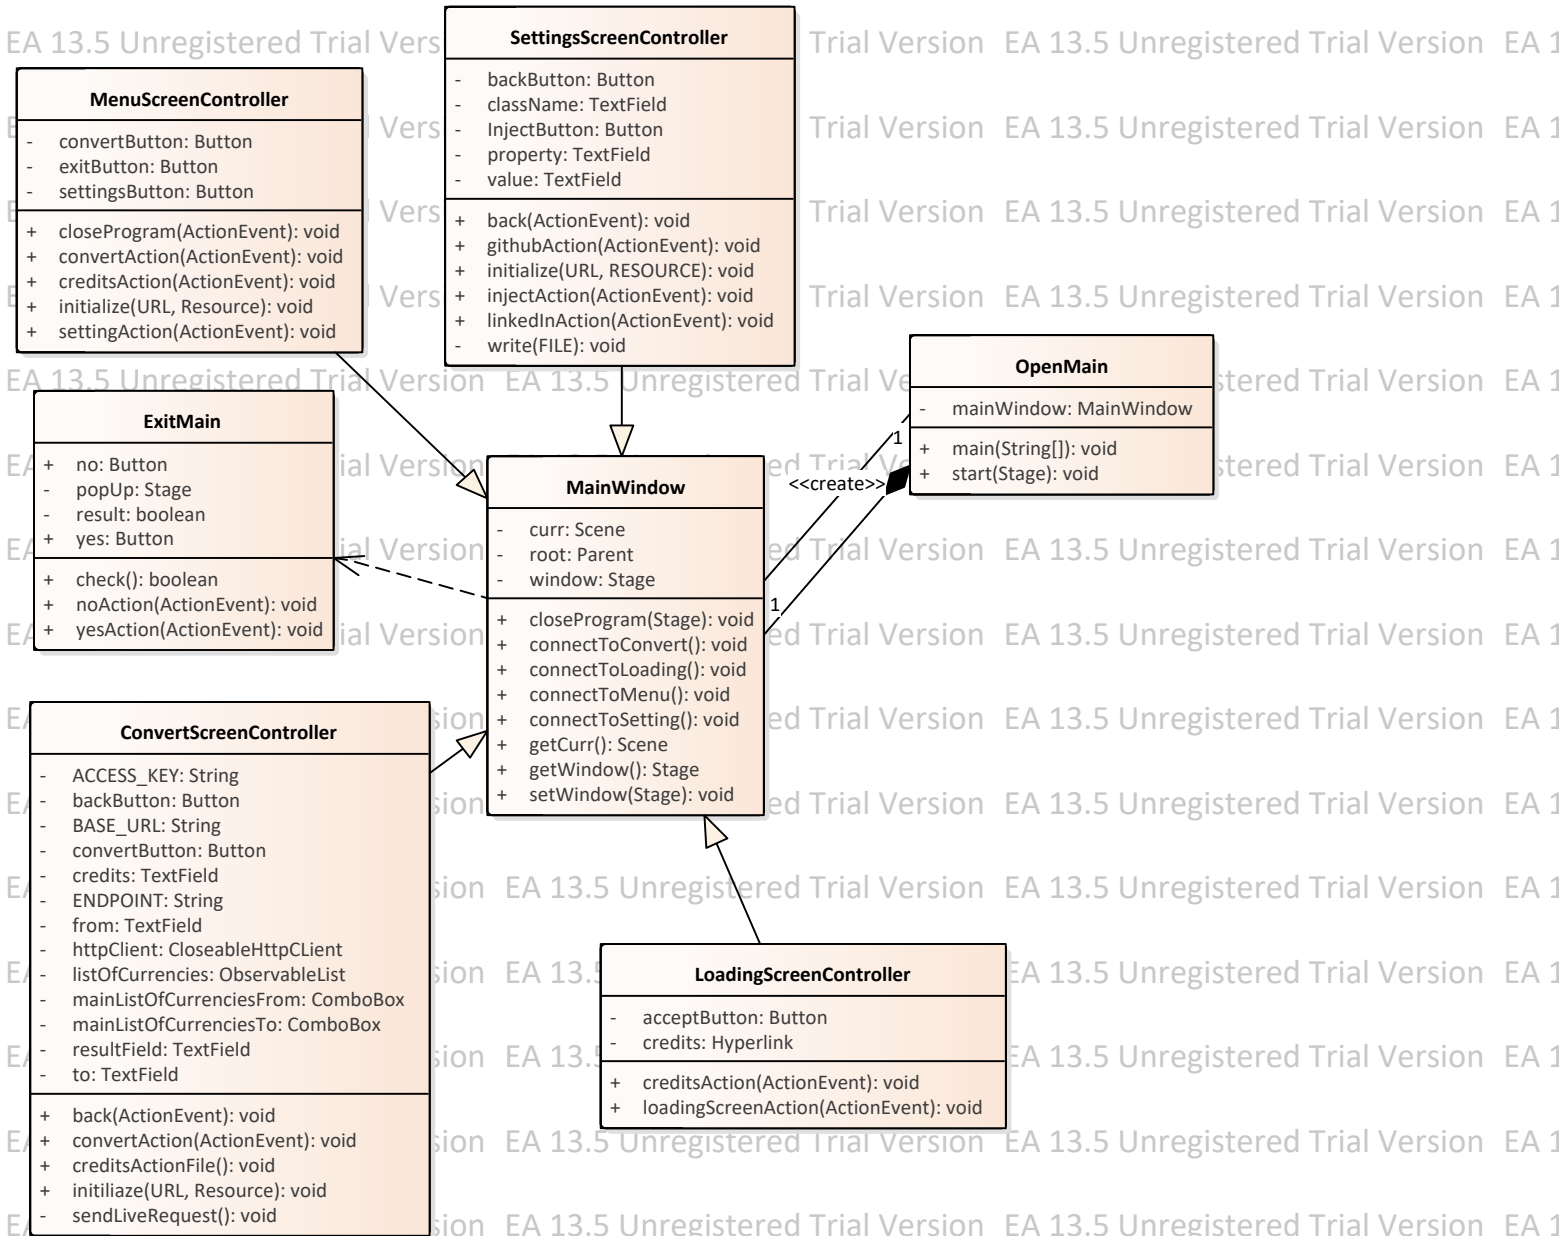 EA 13.5 Unregistered Trial Version
SettingsScreenController
- backButton: Button
- className: TextField
- InjectButton: Button
- property: TextField
- value: TextField
+ back(ActionEvent): void
+ githubAction(ActionEvent): void
+ initialize(URL, RESOURCE): void
+ injectAction(ActionEvent): void
+ linkedInAction(ActionEvent): void
- write(FILE): void
MenuScreenController
- convertButton: Button
- exitButton: Button
- settingsButton: Button
+ closeProgram(ActionEvent): void
+ convertAction(ActionEvent): void
+ creditsAction(ActionEvent): void
+ initialize(URL, Resource): void
+ settingAction(ActionEvent): void
OpenMain
- mainWindow: MainWindow
+ main(String[]): void
+ start(Stage): void
1
<<create>>
1
ExitMain
+ no: Button
- popUp: Stage
- result: boolean
+ yes: Button
+ check(): boolean
+ noAction(ActionEvent): void
+ yesAction(ActionEvent): void
MainWindow
- curr: Scene
- root: Parent
- window: Stage
+ closeProgram(Stage): void
+ connectToConvert(): void
+ connectToLoading(): void
+ connectToMenu(): void
+ connectToSetting(): void
+ getCurr(): Scene
+ getWindow(): Stage
+ setWindow(Stage): void
ConvertScreenController
- ACCESS_KEY: String
- backButton: Button
- BASE_URL: String
- convertButton: Button
- credits: TextField
- ENDPOINT: String
- from: TextField
- httpClient: CloseableHttpCLient
- listOfCurrencies: ObservableList
- mainListOfCurrenciesFrom: ComboBox
- mainListOfCurrenciesTo: ComboBox
- resultField: TextField
- to: TextField
+ back(ActionEvent): void
+ convertAction(ActionEvent): void
+ creditsActionFile(): void
+ initiliaze(URL, Resource): void
- sendLiveRequest(): void
LoadingScreenController
- acceptButton: Button
- credits: Hyperlink
+ creditsAction(ActionEvent): void
+ loadingScreenAction(ActionEvent): void